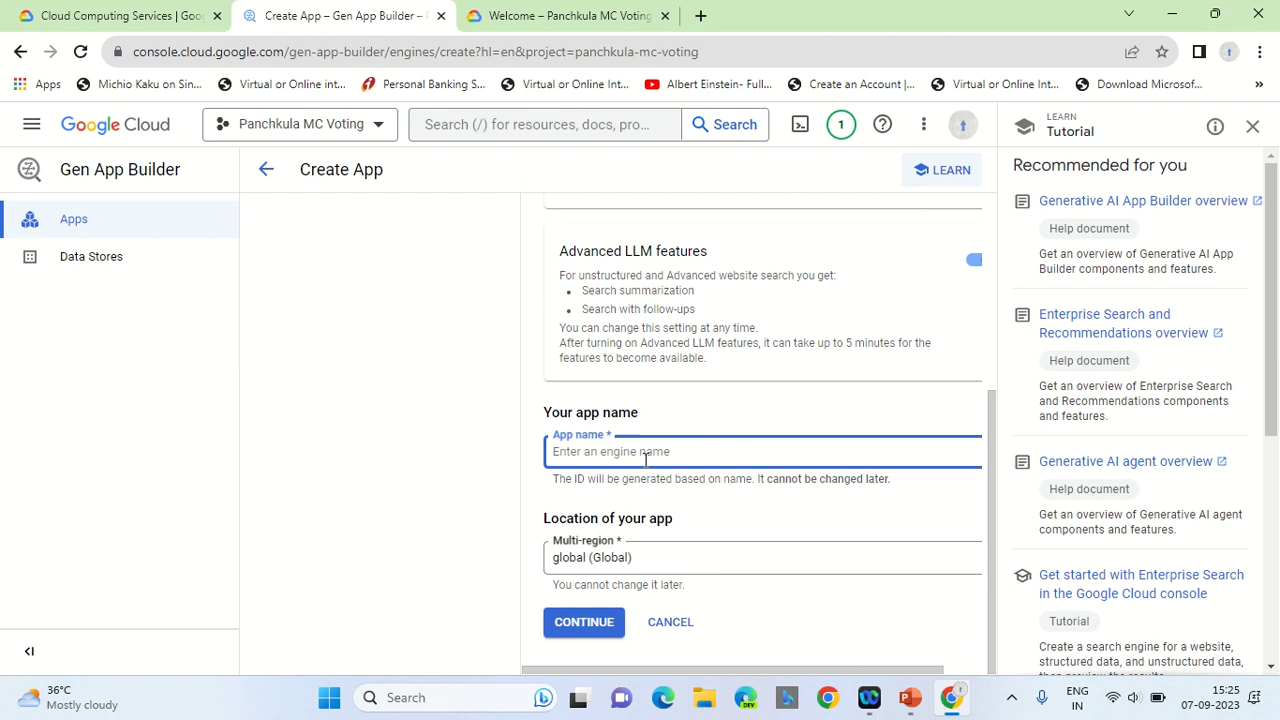 Cloud Computing Services | Goo
Create App – Gen App Builder –
Welcome – Panchkula MC Voting
console.cloud.google.com/gen-app-builder/engines/create?hl=en&project=panchkula-mc-voting
Apps
Michio Kaku on Sin...
Virtual or Online int...
Personal Banking S...
Virtual or Online Int...
Albert Einstein- Full...
Create an Account |...
Virtual or Online Int...
Download Microsof...
»
Google Cloud
Panchkula MC Voting
Search (/) for resources, docs, pro...
Search
1
LEARN
Tutorial
Gen App Builder
Create App
LEARN
Recommended for you
Apps
Data Stores
Advanced LLM features
For unstructured and Advanced website search you get:
• Search summarization
• Search with follow-ups
You can change this setting at any time.
After turning on Advanced LLM features, it can take up to 5 minutes for the
features to become available.
Your app name
App name *
Enter an engine name
The ID will be generated based on name. It cannot be changed later.
Location of your app
Multi-region *
global (Global)
You cannot change it later.
CONTINUE
CANCEL
Generative AI App Builder overview
Help document
Get an overview of Generative AI App
Builder components and features.
Enterprise Search and
Recommendations overview
Help document
Get an overview of Enterprise Search
and Recommendations components
and features.
Generative AI agent overview
Help document
Get an overview of Generative AI agent
components and features.
Get started with Enterprise Search
in the Google Cloud console
Tutorial
Create a search engine for a website,
structured data, and unstructured data,
36°C
Mostly cloudy
Search
DEV
ENG
IN
15:25
07-09-2023